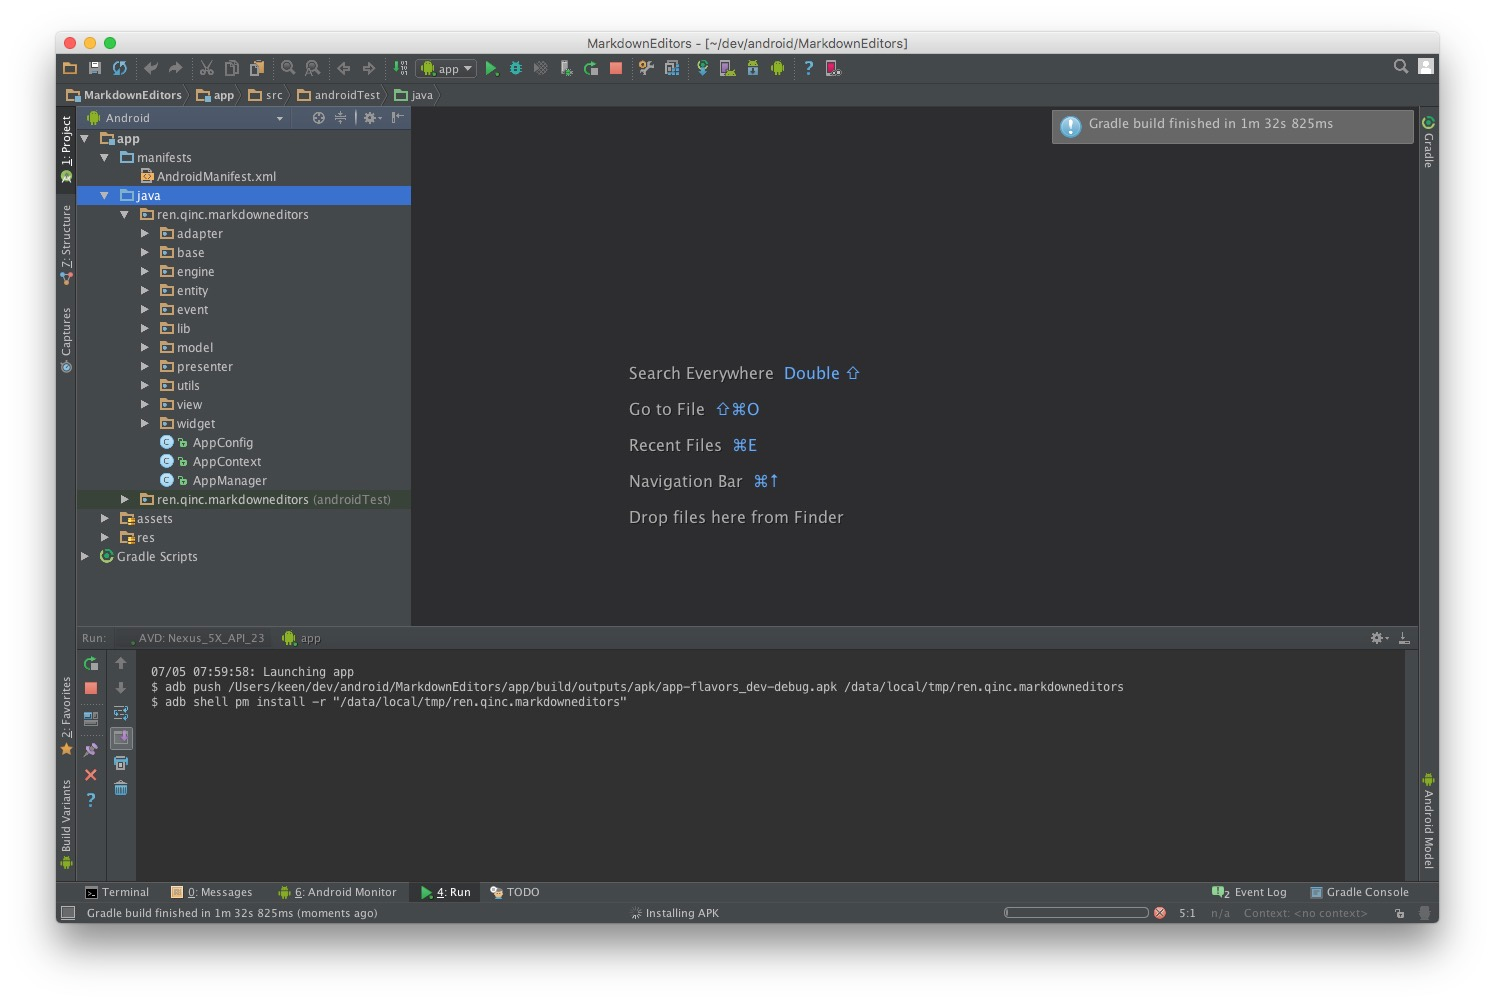 MarkdownEditors - [~/dev/android/MarkdownEditors]
app
MarkdownEditors app src androidTest java
Android
Gradle build finished in 1m 32s 825ms
1: Project
7: Structure
Captures
2: Favorites
Build Variants
app
manifests
AndroidManifest.xml
java
ren.qinc.markdowneditors
adapter
base
engine
entity
event
lib
model
presenter
utils
view
widget
AppConfig
AppContext
AppManager
ren.qinc.markdowneditors (androidTest)
assets
res
Gradle Scripts
Search Everywhere Double ⇧
Go to File ⇧⌘O
Recent Files ⌘E
Navigation Bar ⌘↑
Drop files here from Finder
Gradle
Android Model
Run: AVD: Nexus_5X_API_23 app
07/05 07:59:58: Launching app
$ adb push /Users/keen/dev/android/MarkdownEditors/app/build/outputs/apk/app-flavors_dev-debug.apk /data/local/tmp/ren.qinc.markdowneditors
$ adb shell pm install -r "/data/local/tmp/ren.qinc.markdowneditors"
Terminal 0: Messages 6: Android Monitor 4: Run TODO 2 Event Log Gradle Console
Gradle build finished in 1m 32s 825ms (moments ago) Installing APK 5:1 n/a Context: <no context>